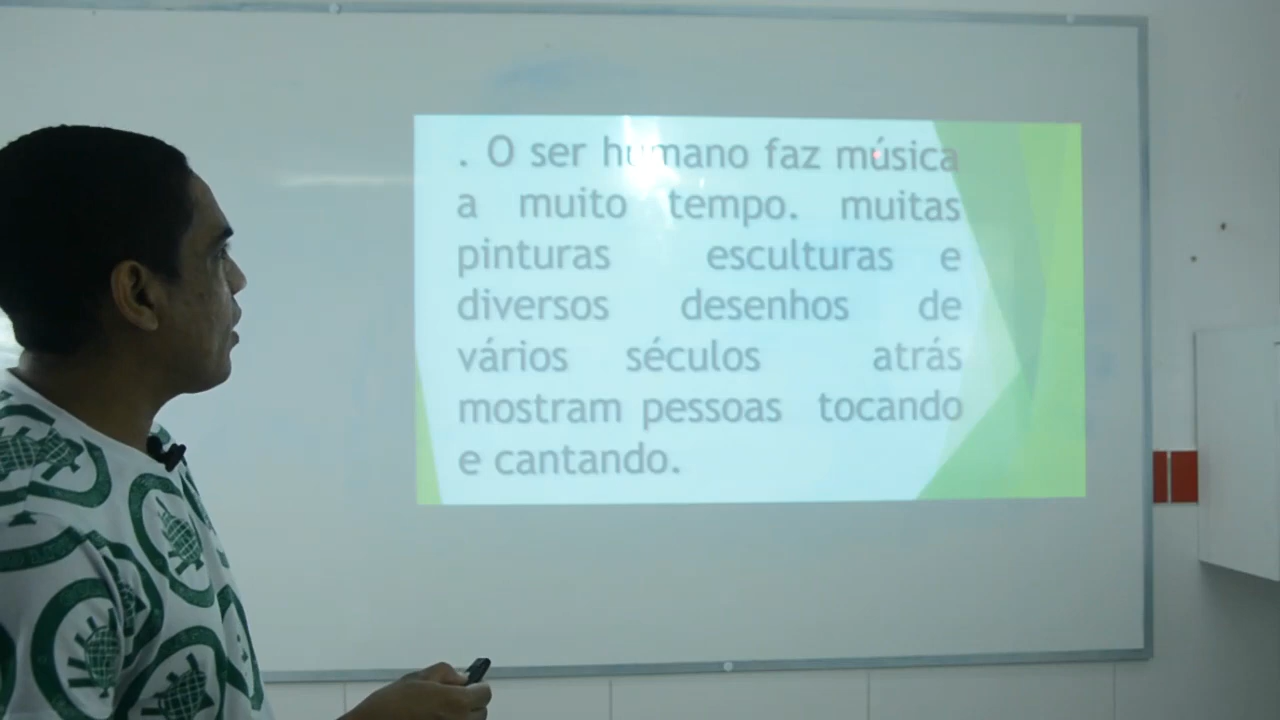 . O ser humano faz música
a muito tempo. muitas
pinturas esculturas e
diversos desenhos de
vários séculos atrás
mostram pessoas tocando
e cantando.